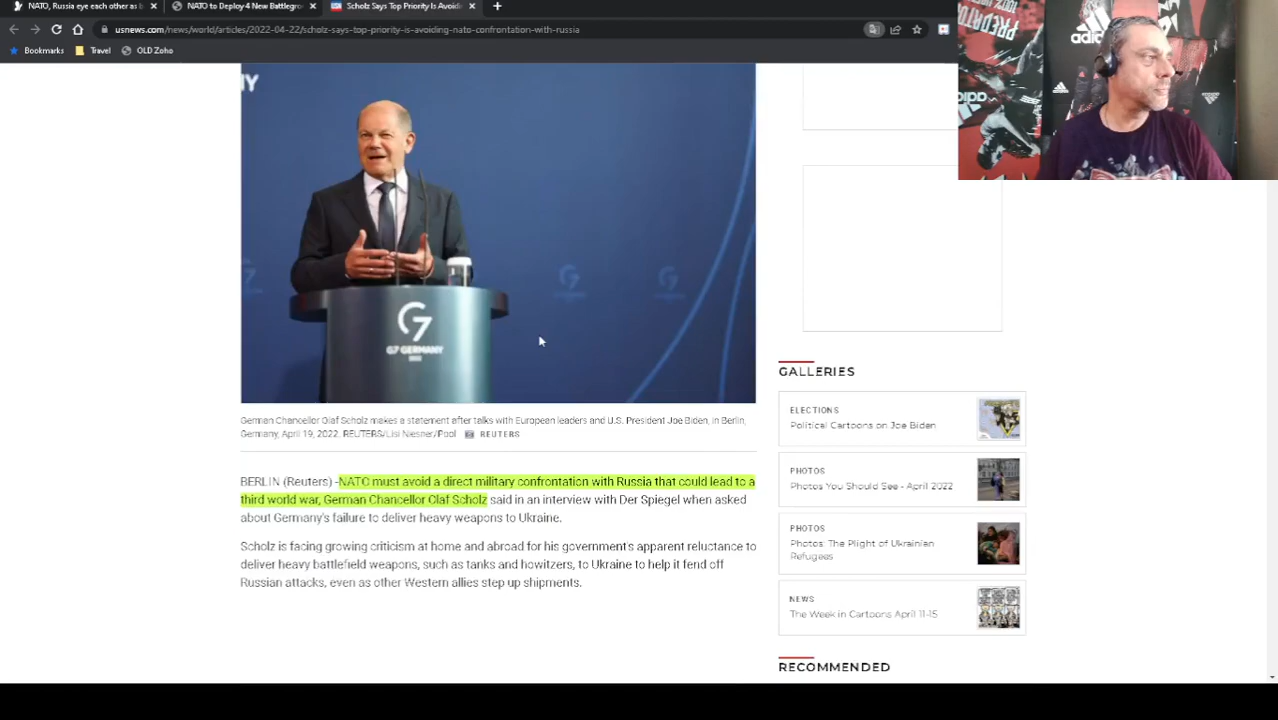 NATO, Russia eye each other as b
NATO to Deploy 4 New Battlegro
Scholz Says Top Priority Is Avoidin
usnews.com/news/world/articles/2022-04-22/scholz-says-top-priority-is-avoiding-nato-confrontation-with-russia
Bookmarks
Travel
OLD Zoho
100%
PREDATOR
adidas
NY
G7
G7 GERMANY
2022
German Chancellor Olaf Scholz makes a statement after talks with European leaders and U.S. President Joe Biden, in Berlin,
Germany, April 19, 2022. REUTERS/Lisi Niesner/Pool REUTERS
BERLIN (Reuters) -NATO must avoid a direct military confrontation with Russia that could lead to a
third world war, German Chancellor Olaf Scholz said in an interview with Der Spiegel when asked
about Germany's failure to deliver heavy weapons to Ukraine.
Scholz is facing growing criticism at home and abroad for his government's apparent reluctance to
deliver heavy battlefield weapons, such as tanks and howitzers, to Ukraine to help it fend off
Russian attacks, even as other Western allies step up shipments.
GALLERIES
ELECTIONS
Political Cartoons on Joe Biden
PHOTOS
Photos You Should See - April 2022
PHOTOS
Photos: The Plight of Ukrainian
Refugees
NEWS
The Week in Cartoons April 11-15
RECOMMENDED